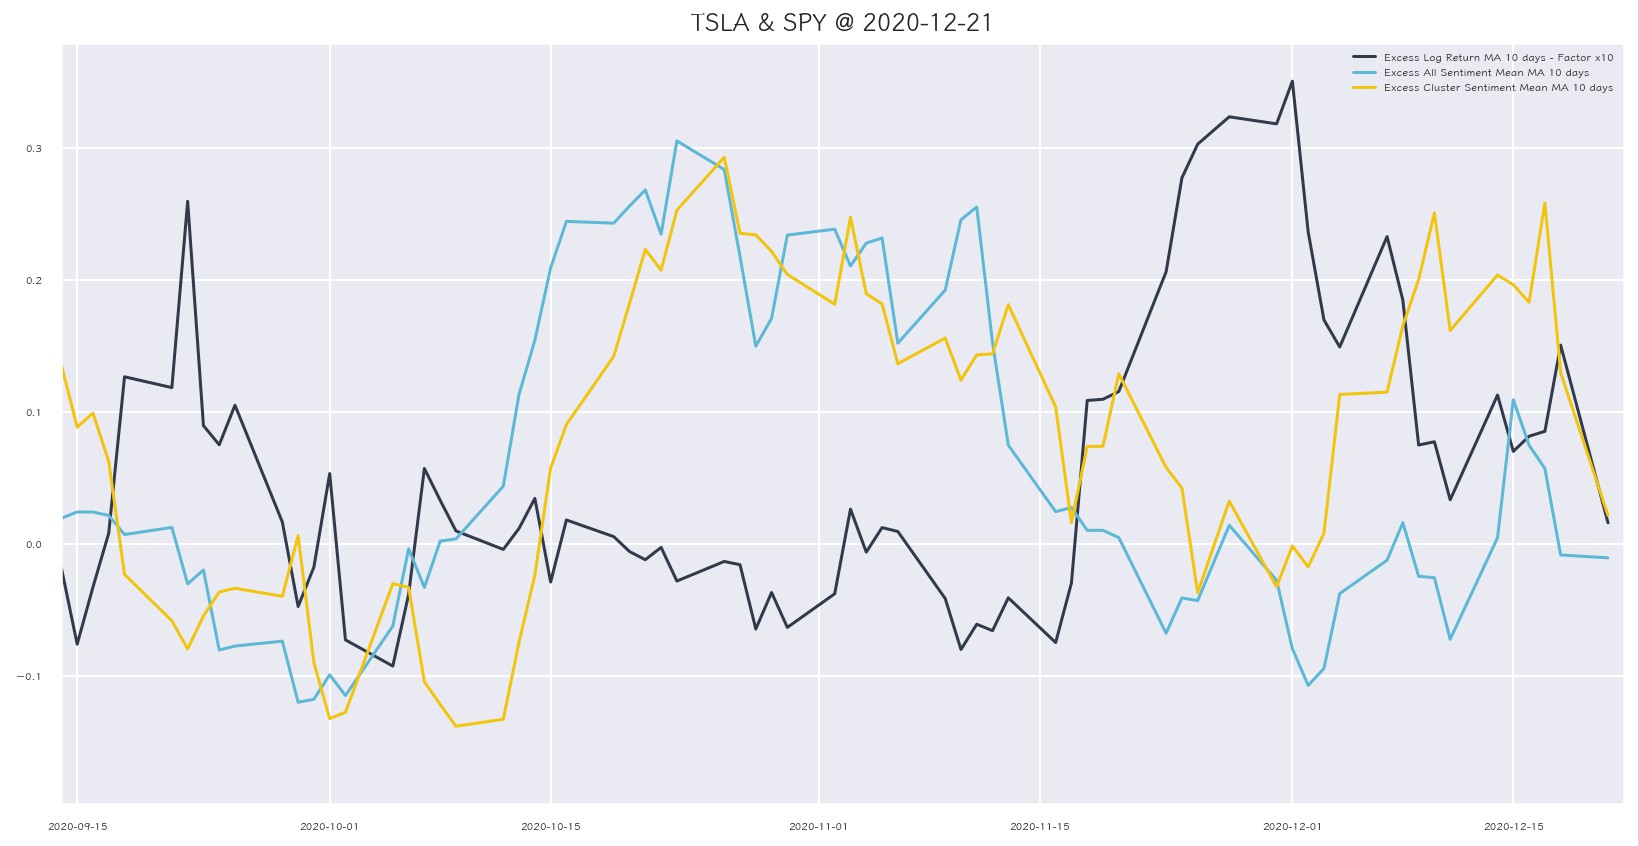 TSLA & SPY @ 2020-12-21
Excess Log Return MA 10 days - Factor x10
Excess All Sentiment Mean MA 10 days
Excess Cluster Sentiment Mean MA 10 days
0.3
0.2
0.1
0.0
−0.1
2020-09-15 2020-10-01 2020-10-15 2020-11-01 2020-11-15 2020-12-01 2020-12-15